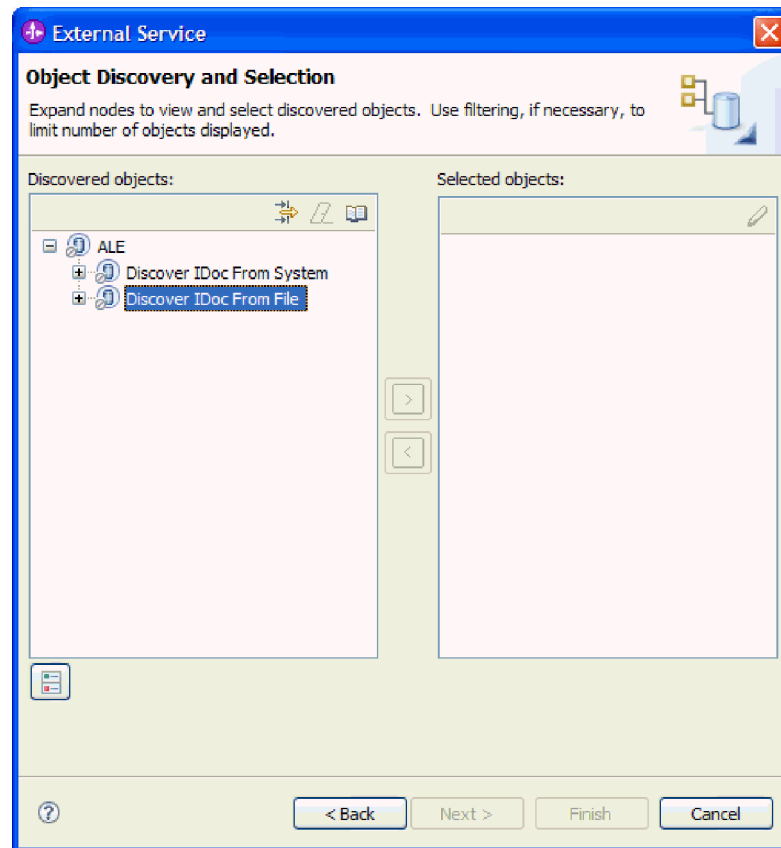 External Service
Object Discovery and Selection
Expand nodes to view and select discovered objects. Use filtering, if necessary, to
limit number of objects displayed.
Discovered objects:
Selected objects:
ALE
Discover IDoc From System
Discover IDoc From File
>
<
?
< Back
Next >
Finish
Cancel